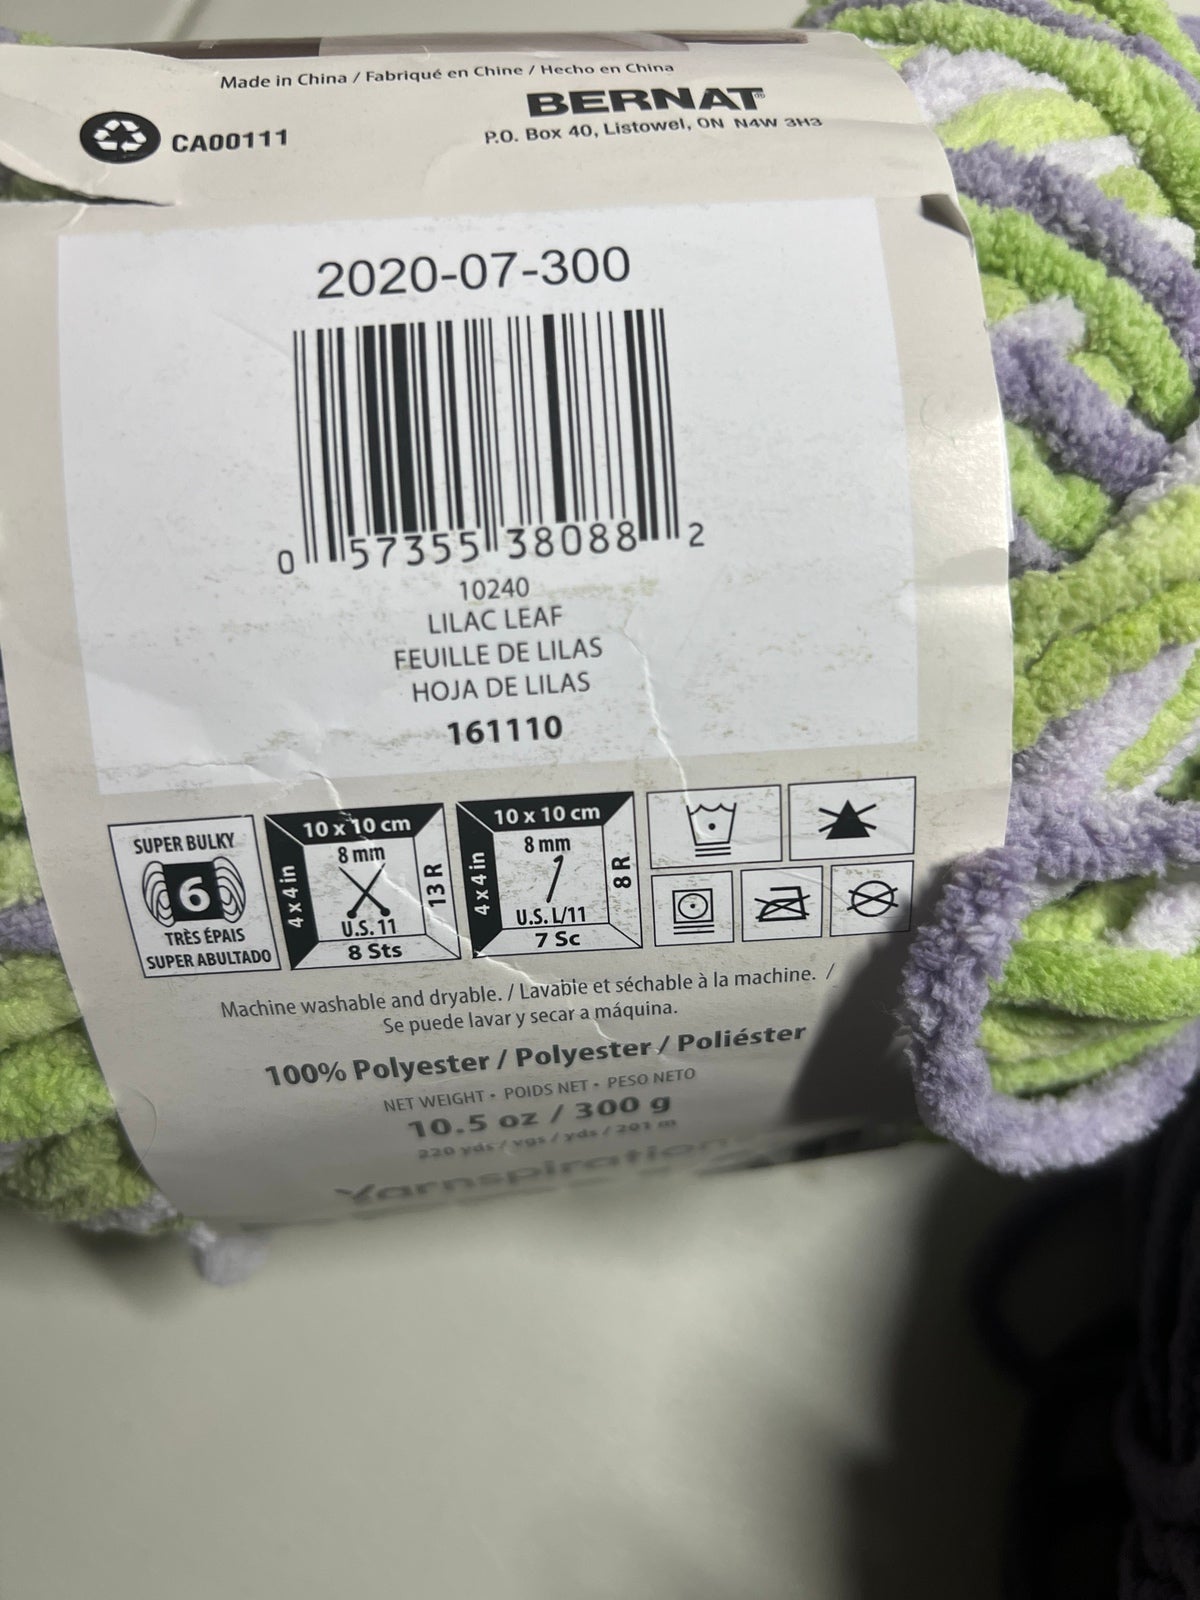 Made in China / Fabriqué en Chine / Hecho en China
BERNAT
P.O. Box 40, Listowel, ON N4W 3H3
CA00111
2020-07-300
0 57355 38088 2
10240
LILAC LEAF
FEUILLE DE LILAS
HOJA DE LILAS
161110
SUPER BULKY
6
TRÈS ÉPAIS
SUPER ABULTADO
10 x 10 cm
4 x 4 in
8 mm
13 R
U.S. 11
8 Sts
10 x 10 cm
4 x 4 in
8 mm
8 R
U.S. L/11
7 Sc
Machine washable and dryable. / Lavable et séchable à la machine. /
Se puede lavar y secar a máquina.
100% Polyester / Polyester / Poliéster
NET WEIGHT • POIDS NET • PESO NETO
10.5 oz / 300 g
220 yds / vgs / yds / 201 m
Yarnspirations